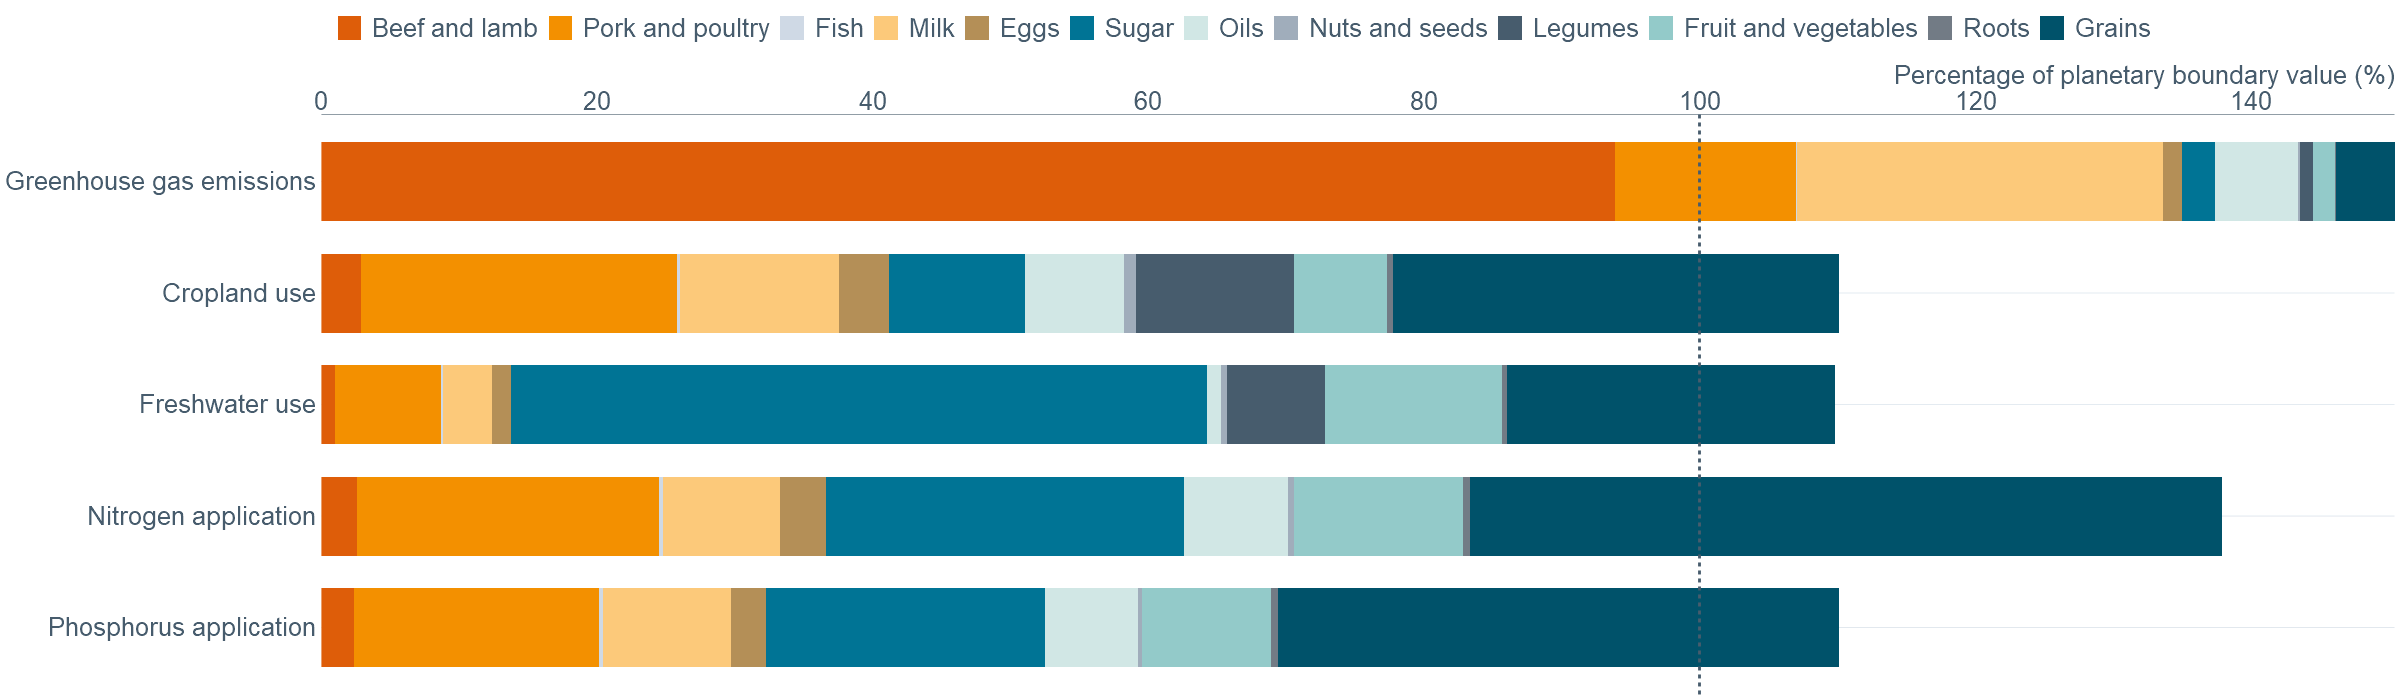 Beef and lamb Pork and poultry Fish Milk Eggs Sugar Oils Nuts and seeds Legumes Fruit and vegetables Roots Grains
Percentage of planetary boundary value (%)
0 20 40 60 80 100 120 140
Greenhouse gas emissions
Cropland use
Freshwater use
Nitrogen application
Phosphorus application